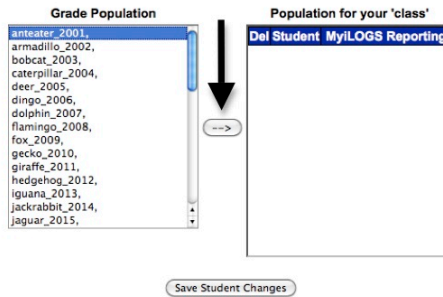 Grade Population
anteater_2001,
armadillo_2002,
bobcat_2003,
caterpillar_2004,
deer_2005,
dingo_2006,
dolphin_2007,
flamingo_2008,
fox_2009,
gecko_2010,
giraffe_2011,
hedgehog_2012,
iguana_2013,
jackrabbit_2014,
jaguar_2015,
-->
Population for your 'class'
Del Student MyiLOGS Reporting
Save Student Changes